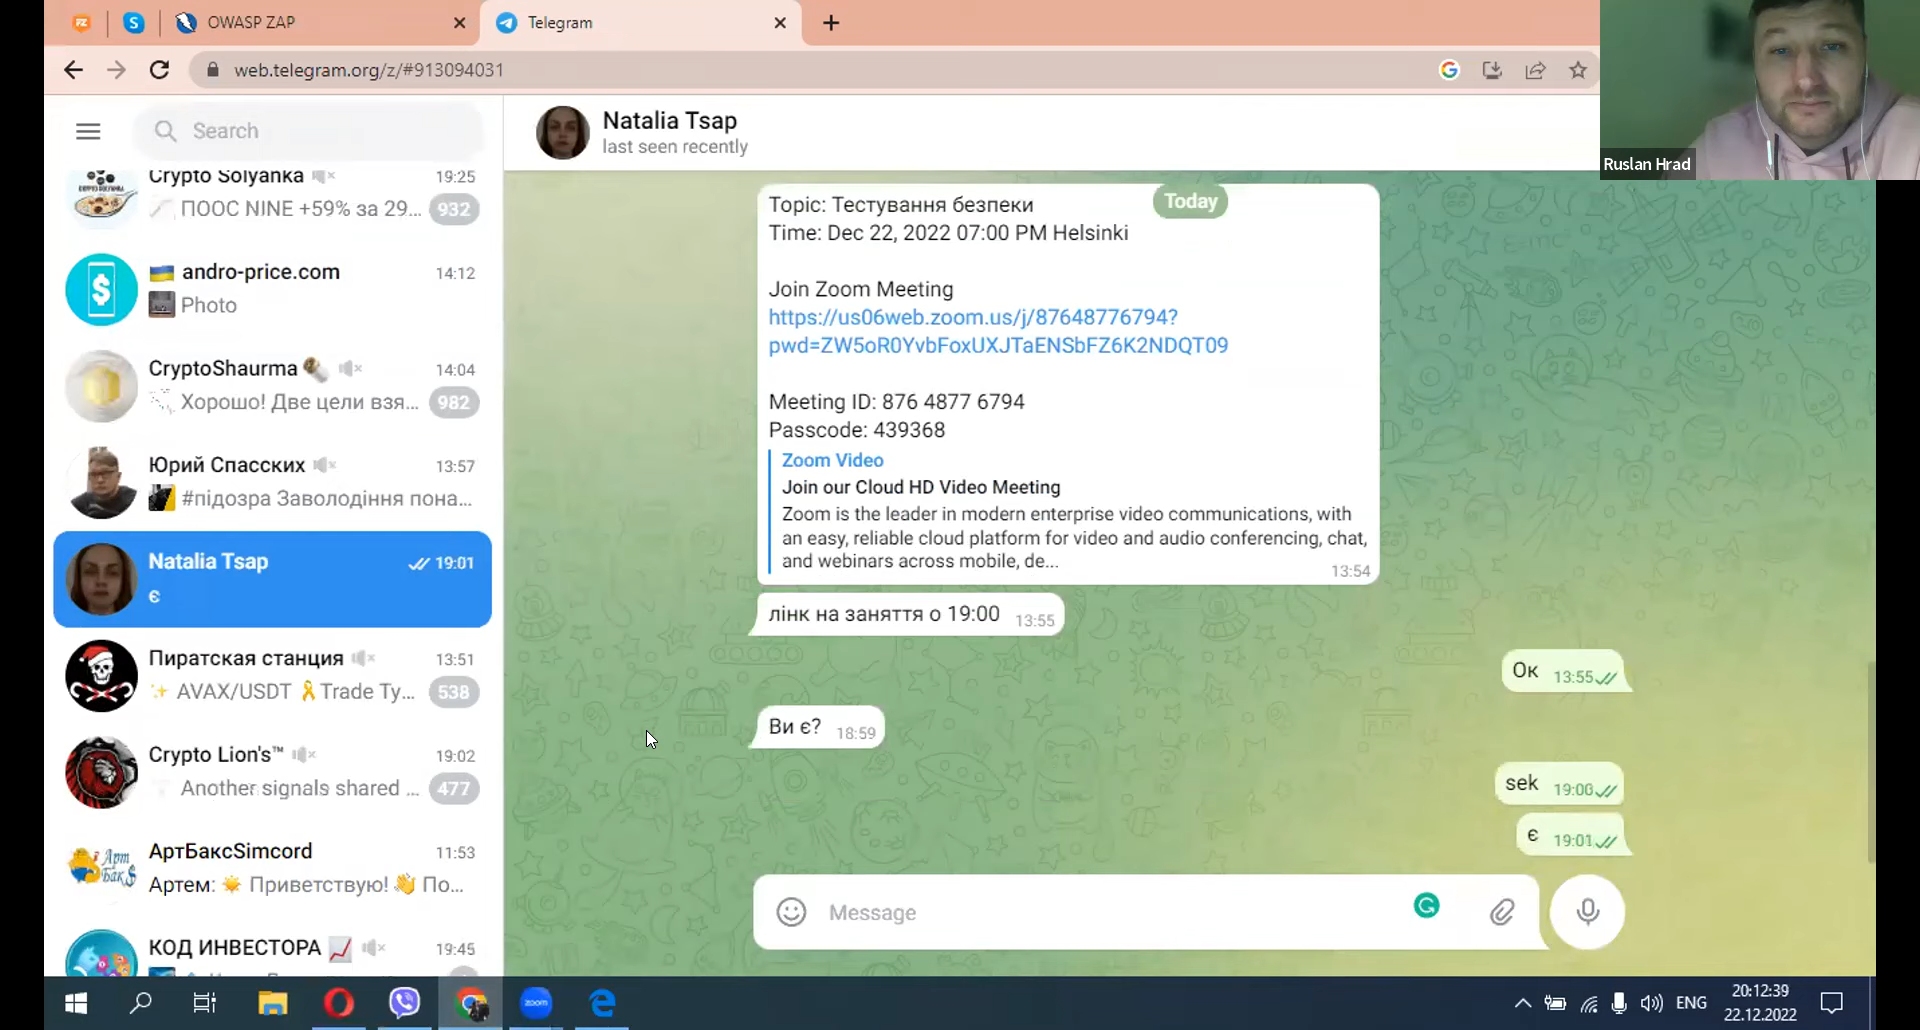 OWASP ZAP
Telegram
web.telegram.org/z/#913094031
Search
Crypto Solyanka 19:25
ПООС NINE +59% за 29... 932
andro-price.com 14:12
Photo
CryptoShaurma 14:04
Хорошо! Две цели взя... 982
Юрий Спасских 13:57
#підозра Заволодіння пона...
Natalia Tsap 19:01
є
Пиратская станция 13:51
AVAX/USDT Trade Ty... 538
Crypto Lion's™ 19:02
Another signals shared ... 477
АртБаксSimcord 11:53
Артем: Приветствую! По...
КОД ИНВЕСТОРА 19:45
Natalia Tsap
last seen recently
Today
Topic: Тестування безпеки
Time: Dec 22, 2022 07:00 PM Helsinki
Join Zoom Meeting
https://us06web.zoom.us/j/87648776794?
pwd=ZW5oR0YvbFoxUXJTaENSbFZ6K2NDQT09
Meeting ID: 876 4877 6794
Passcode: 439368
Zoom Video
Join our Cloud HD Video Meeting
Zoom is the leader in modern enterprise video communications, with
an easy, reliable cloud platform for video and audio conferencing, chat,
and webinars across mobile, de...
13:54
лінк на заняття о 19:00 13:55
Ок 13:55
Ви є? 18:59
sek 19:00
є 19:01
Message
Ruslan Hrad
zoom
ENG
20:12:39
22.12.2022